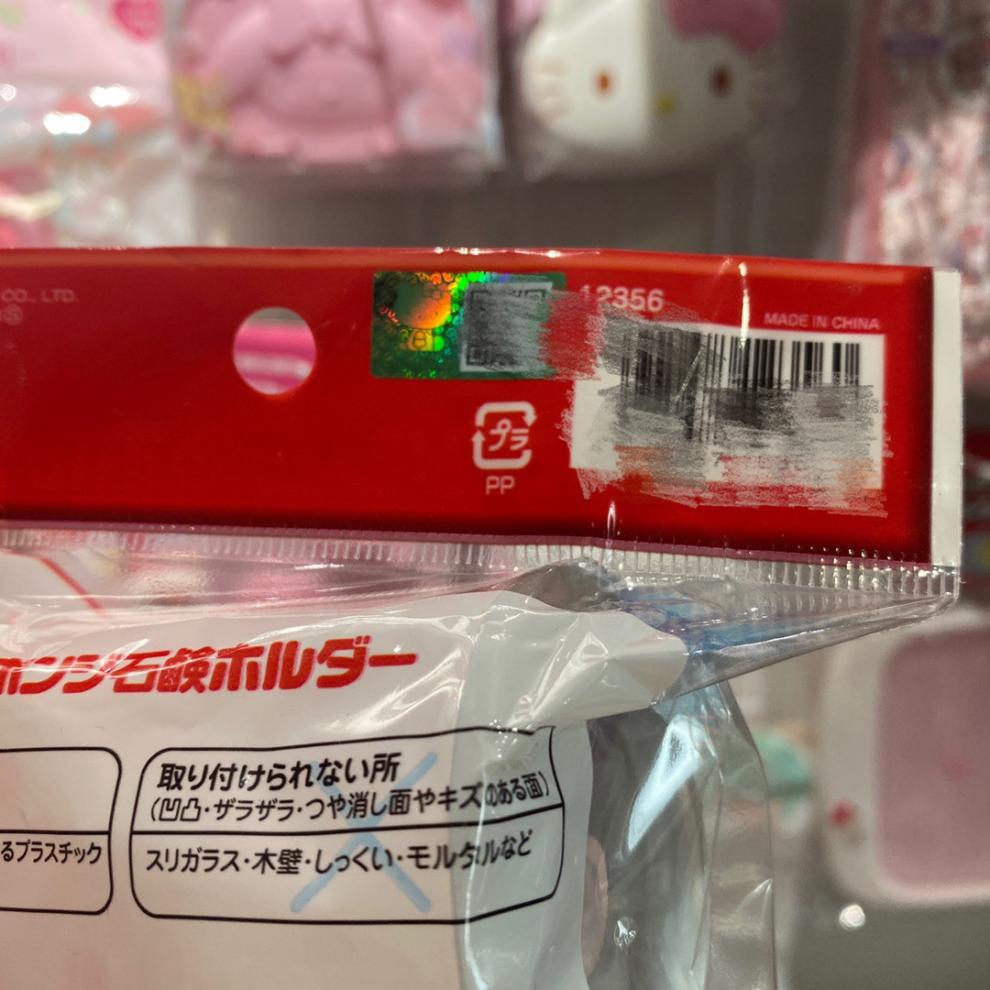 CO., LTD.
12356
MADE IN CHINA
プラ
PP
ンジ石鹸ホルダー
取り付けられない所
(凹凸・ザラザラ・つや消し面やキズのある面)
るプラスチック
スリガラス・木壁・しっくい・モルタルなど